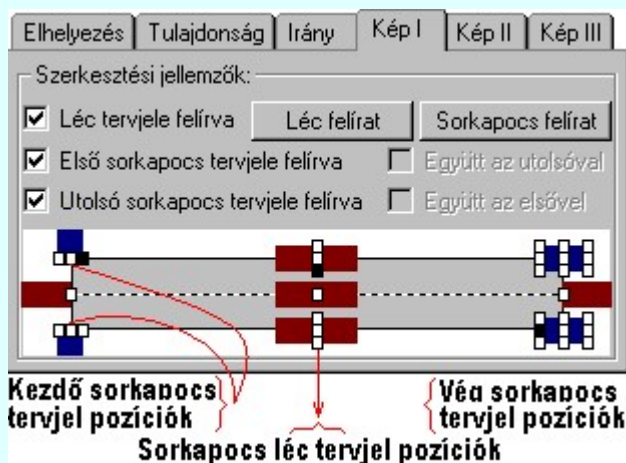 Elhelyezés Tulajdonság Irány Kép I Kép II Kép III
Szerkesztési jellemzők:
Léc tervjele felírva Léc felírat Sorkapocs felírat
Első sorkapocs tervjele felírva Együtt az utolsóval
Utolsó sorkapocs tervjele felírva Együtt az elsővel
Kezdő sorkapocs
tervjel pozíciók
Vég sorkapocs
tervjel pozíciók
Sorkapocs léc tervjel pozíciók